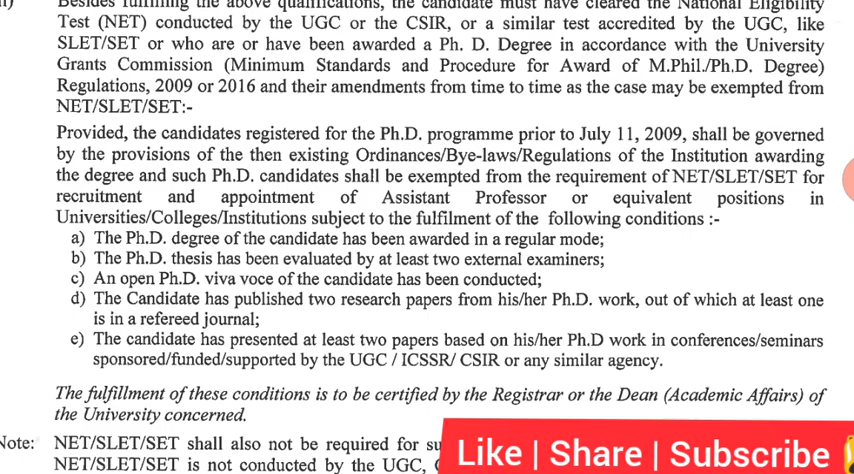 Besides fulfilling the above qualifications, the candidate must have cleared the National Eligibility
Test (NET) conducted by the UGC or the CSIR, or a similar test accredited by the UGC, like
SLET/SET or who are or have been awarded a Ph. D. Degree in accordance with the University
Grants Commission (Minimum Standards and Procedure for Award of M.Phil./Ph.D. Degree)
Regulations, 2009 or 2016 and their amendments from time to time as the case may be exempted from
NET/SLET/SET:-
Provided, the candidates registered for the Ph.D. programme prior to July 11, 2009, shall be governed
by the provisions of the then existing Ordinances/Bye-laws/Regulations of the Institution awarding
the degree and such Ph.D. candidates shall be exempted from the requirement of NET/SLET/SET for
recruitment and appointment of Assistant Professor or equivalent positions in
Universities/Colleges/Institutions subject to the fulfilment of the following conditions :-
a) The Ph.D. degree of the candidate has been awarded in a regular mode;
b) The Ph.D. thesis has been evaluated by at least two external examiners;
c) An open Ph.D. viva voce of the candidate has been conducted;
d) The Candidate has published two research papers from his/her Ph.D. work, out of which at least one
is in a refereed journal;
e) The candidate has presented at least two papers based on his/her Ph.D work in conferences/seminars
sponsored/funded/supported by the UGC / ICSSR/ CSIR or any similar agency.
The fulfillment of these conditions is to be certified by the Registrar or the Dean (Academic Affairs) of
the University concerned.
Note: NET/SLET/SET shall also not be required for su
NET/SLET/SET is not conducted by the UGC,
Like | Share | Subscribe